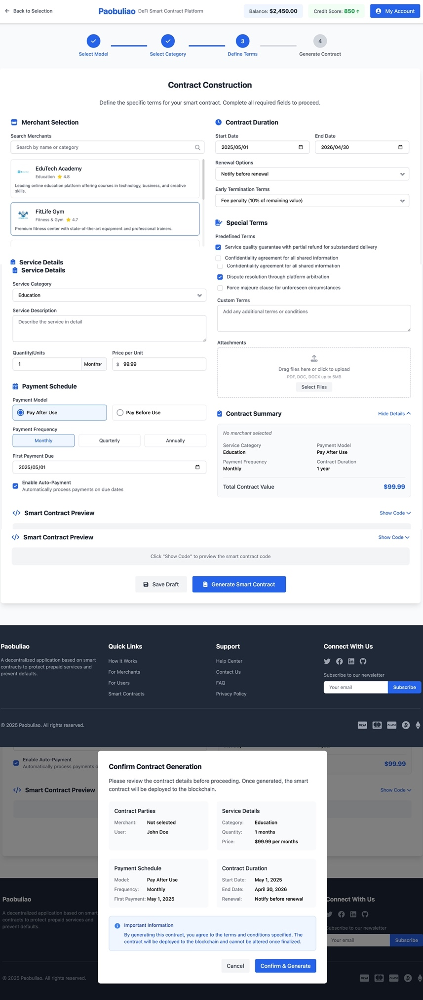 Back to Selection
Paobuliao DeFi Smart Contract Platform
Balance: $2,450.00
Credit Score: 850 ↑
My Account
Select Model
Select Category
3
Define Terms
4
Generate Contract
Contract Construction
Define the specific terms for your smart contract. Complete all required fields to proceed.
Merchant Selection
Search Merchants
Search by name or category
EduTech Academy
Education 4.8
Leading online education platform offering courses in technology, business, and creative
skills.
FitLife Gym
Fitness & Gym 4.7
Premium fitness center with state-of-the-art equipment and professional trainers.
Contract Duration
Start Date
2025/05/01
End Date
2026/04/30
Renewal Options
Notify before renewal
Early Termination Terms
Fee penalty (10% of remaining value)
Special Terms
Predefined Terms
Service quality guarantee with partial refund for substandard delivery
Confidentiality agreement for all shared information
Confidentiality agreement for all shared information
Dispute resolution through platform arbitration
Force majeure clause for unforeseen circumstances
Custom Terms
Add any additional terms or conditions
Attachments
Drag files here or click to upload
PDF, DOC, DOCX up to 5MB
Select Files
Service Details
Service Details
Service Category
Education
Service Description
Describe the service in detail
Quantity/Units
1
Months
Price per Unit
$ 99.99
Payment Schedule
Payment Model
Pay After Use
Pay Before Use
Payment Frequency
Monthly
Quarterly
Annually
First Payment Due
2025/05/01
Enable Auto-Payment
Automatically process payments on due dates
Contract Summary
Hide Details
No merchant selected
Service Category
Education
Payment Model
Pay After Use
Payment Frequency
Monthly
Contract Duration
1 year
Total Contract Value
$99.99
</> Smart Contract Preview
Show Code
</> Smart Contract Preview
Show Code
Click "Show Code" to preview the smart contract code
Save Draft
Generate Smart Contract
Paobuliao
A decentralized application based on smart
contracts to protect prepaid services and
prevent defaults.
Quick Links
How It Works
For Merchants
For Users
Smart Contracts
Support
Help Center
Contact Us
FAQ
Privacy Policy
Connect With Us
Subscribe to our newsletter
Your email
Subscribe
© 2025 Paobuliao. All rights reserved.
VISA
PayPal
Enable Auto-Payment
Automatically process payments o
$99.99
</> Smart Contract Preview
Show Code
Confirm Contract Generation
Please review the contract details before proceeding. Once generated, the smart
contract will be deployed to the blockchain.
Contract Parties
Merchant: Not selected
User: John Doe
Service Details
Category: Education
Quantity: 1 months
Price: $99.99 per months
Payment Schedule
Model: Pay After Use
Frequency: Monthly
First Payment: May 1, 2025
Contract Duration
Start Date: May 1, 2025
End Date: April 30, 2026
Renewal: Notify before renewal
Important Information
By generating this contract, you agree to the terms and conditions specified. The
contract will be deployed to the blockchain and cannot be altered once finalized.
Cancel
Confirm & Generate
Paobuliao
A decentralized application based on smart
contracts to protect prepaid services and
prevent defaults.
Connect With Us
Subscribe to our newsletter
Your email
Subscribe
© 2025 Paobuliao. All rights reserved.
VISA
PayPal